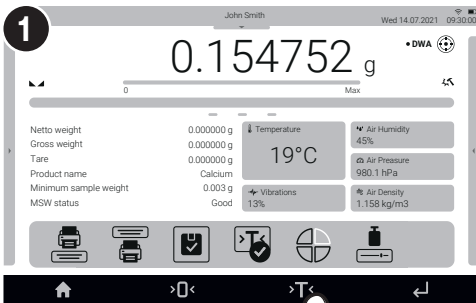 1
John Smith
Wed 14.07.2021 09:30:00
0.154752 g
DWA
0 Max
Netto weight 0.000000 g
Gross weight 0.000000 g
Tare 0.000000 g
Product name Calcium
Minimum sample weight 0.003 g
MSW status Good
Temperature
19°C
Vibrations
13%
Air Humidity
45%
Air Preasure
980.1 hPa
Air Density
1.158 kg/m3
>T<
>0< >T<